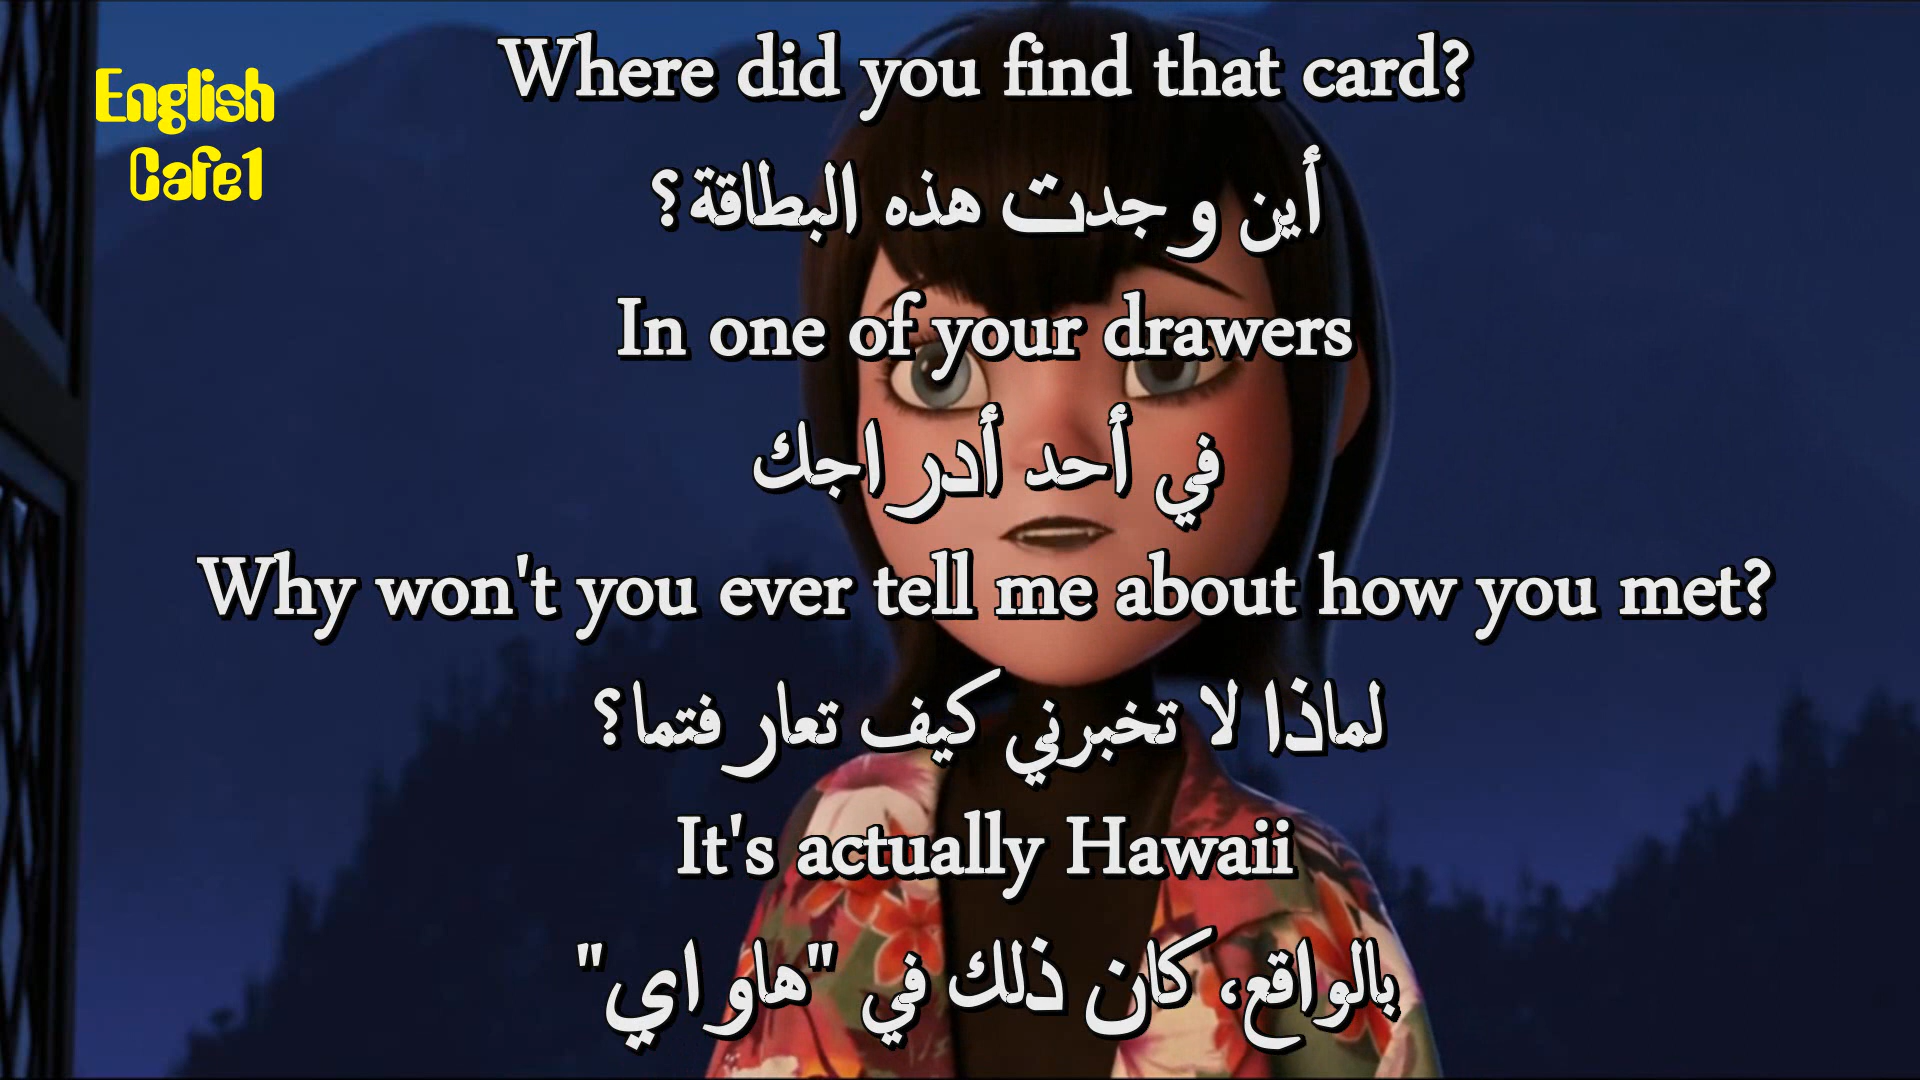 English
Cafe1
Where did you find that card?
أين وجدت هذه البطاقة؟
In one of your drawers
في أحد أدراجك
Why won't you ever tell me about how you met?
لماذا لا تخبرني كيف تعارفتما؟
It's actually Hawaii
بالواقع، كان ذلك في "هاواي"